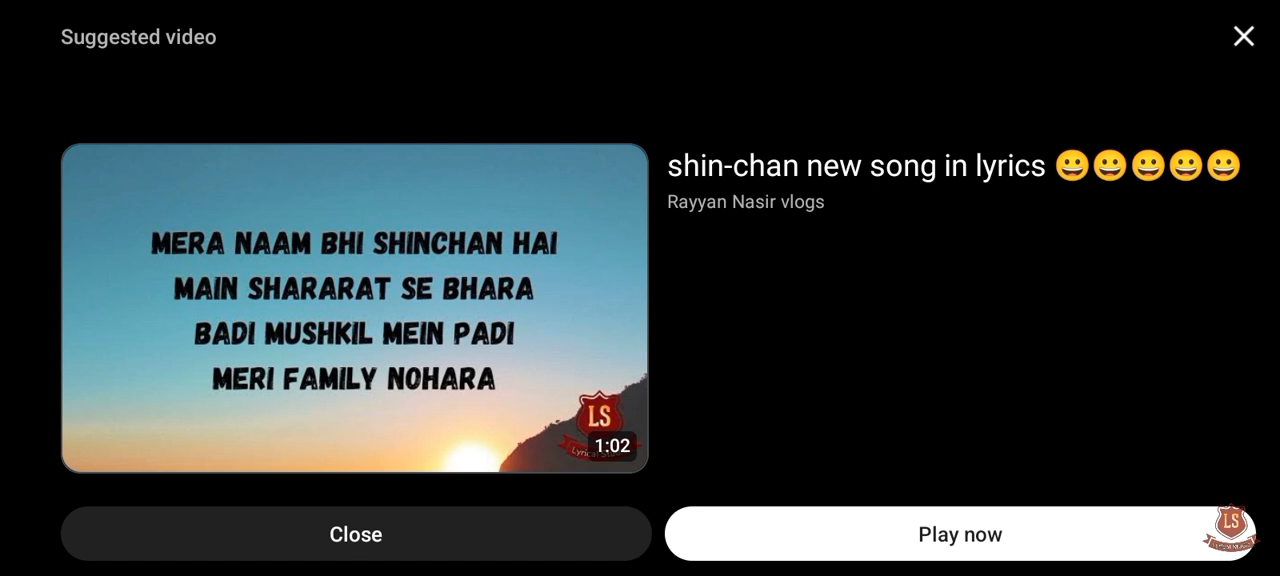 Suggested video
MERA NAAM BHI SHINCHAN HAI
MAIN SHARARAT SE BHARA
BADI MUSHKIL MEIN PADI
MERI FAMILY NOHARA
LS
1:02
shin-chan new song in lyrics 😀😀😀😀😀
Rayyan Nasir vlogs
Close
Play now
LS